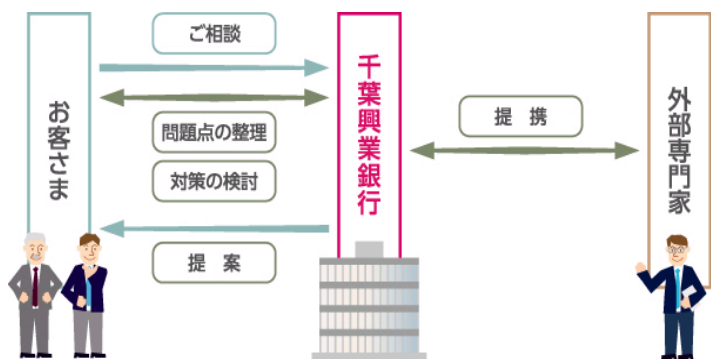 お客さま
ご相談
問題点の整理
対策の検討
提 案
千葉興業銀行
提 携
外部専門家